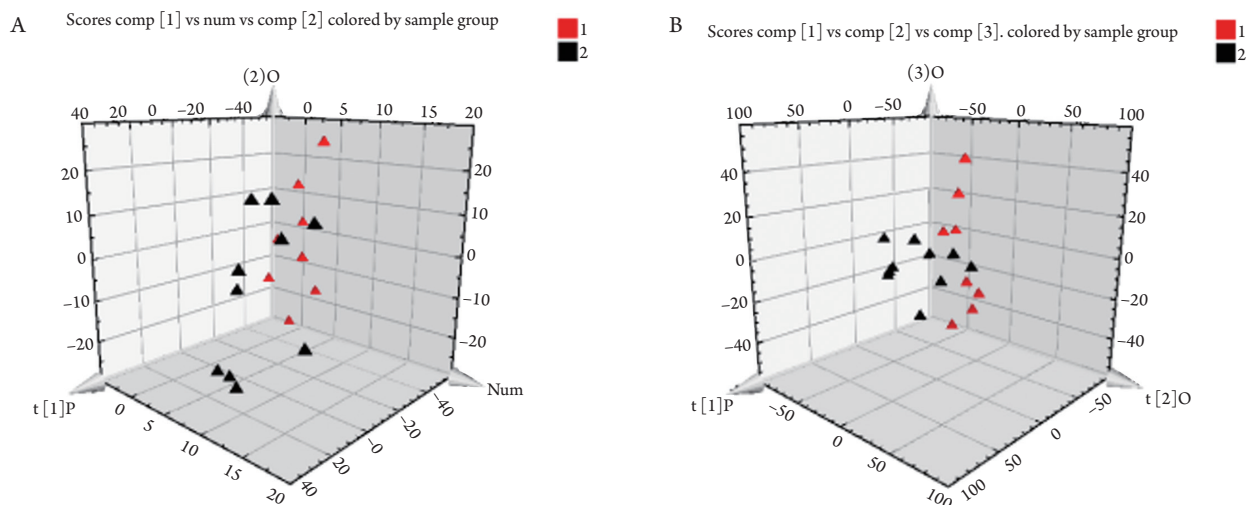 A
Scores comp [1] vs num vs comp [2] colored by sample group
1
2
(2)O
40 20 0 −20 −40 0 5 10 15 20
20 10 0 −10 −20
20 10 0 −10 −20
t [1]P
Num
0 5 10 15 20
−40 −20 −0 20 40
B
Scores comp [1] vs comp [2] vs comp [3]. colored by sample group
1
2
(3)O
100 50 0 −50 −50 0 50 100
40 20 0 −20 −40
40 20 0 −20 −40
t [1]P
t [2]O
−50 0 50 100
−50 0 50 100